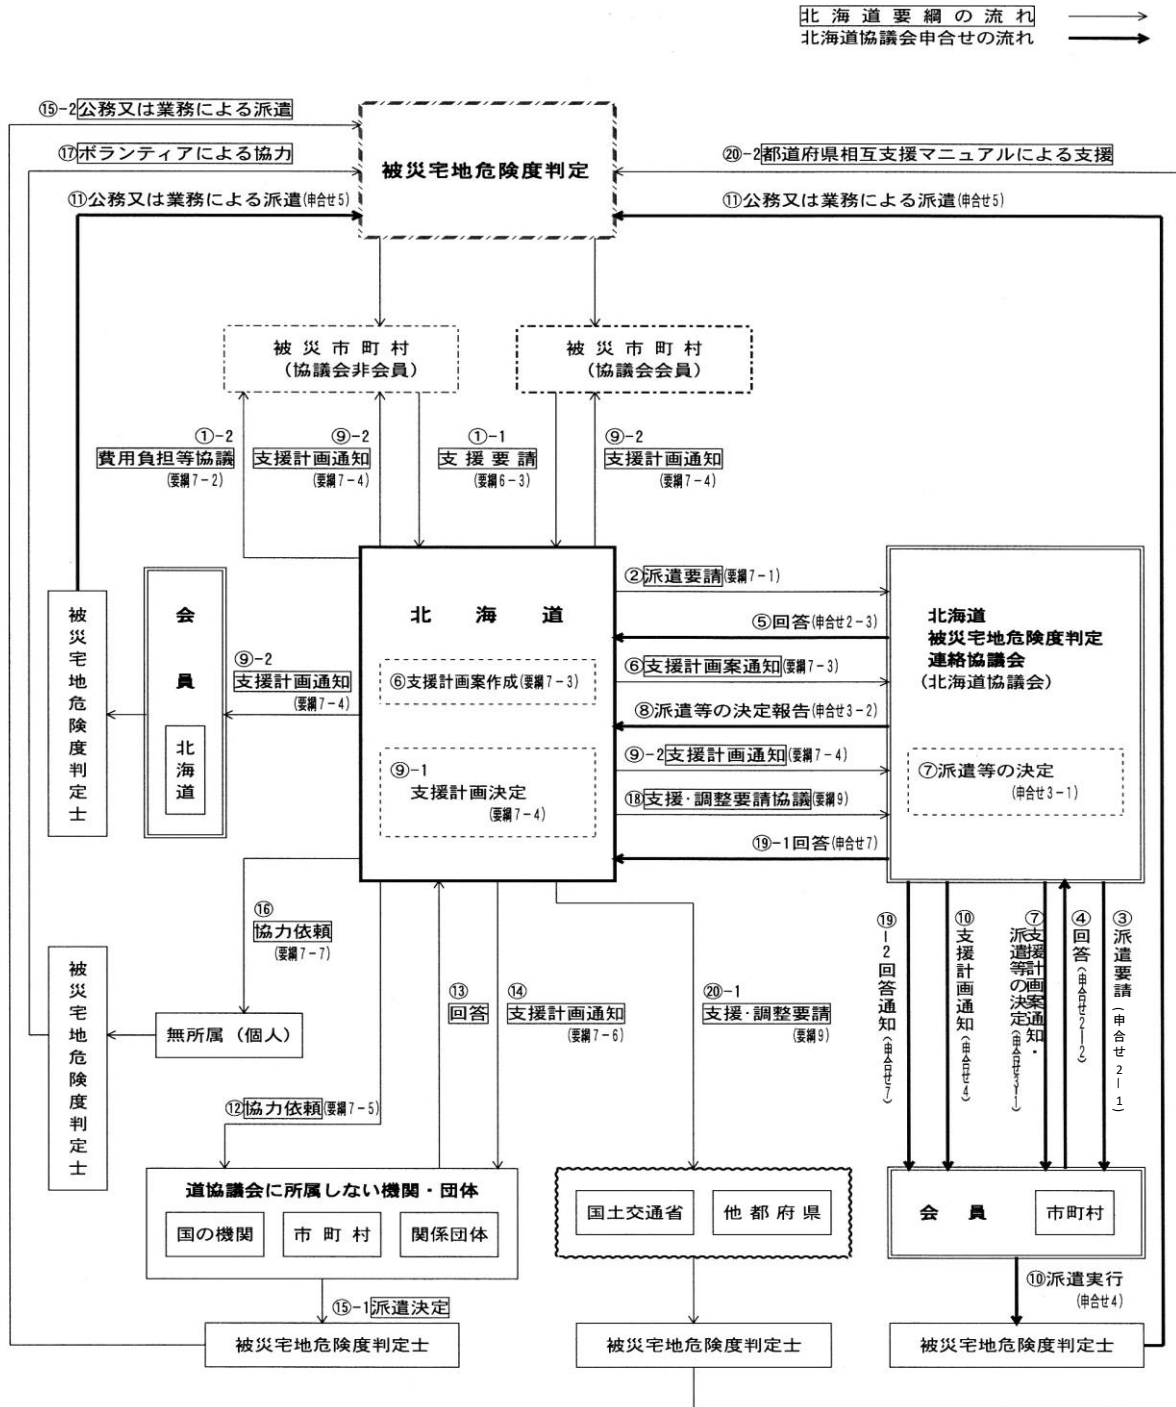 北海道要綱の流れ
北海道協議会申合せの流れ
⑮-2公務又は業務による派遣
⑰ボランティアによる協力
⑪公務又は業務による派遣(申合せ5)
被災宅地危険度判定
⑳-2都道府県相互支援マニュアルによる支援
⑪公務又は業務による派遣(申合せ5)
被災市町村
(協議会非会員)
被災市町村
(協議会会員)
①-2
費用負担等協議
(要綱7-2)
⑨-2
支援計画通知
(要綱7-4)
①-1
支援要請
(要綱6-3)
⑨-2
支援計画通知
(要綱7-4)
被災宅地危険度判定士
会員
北海道
⑨-2
支援計画通知
(要綱7-4)
北海道
⑥支援計画案作成(要綱7-3)
⑨-1
支援計画決定
(要綱7-4)
②派遣要請(要綱7-1)
⑤回答(申合せ2-3)
⑥支援計画案通知(要綱7-3)
⑧派遣等の決定報告(申合せ3-2)
⑨-2支援計画通知(要綱7-4)
⑱支援・調整要請協議(要綱9)
⑲-1回答(申合せ7)
北海道
被災宅地危険度判定
連絡協議会
(北海道協議会)
⑦派遣等の決定
(申合せ3-1)
被災宅地危険度判定士
無所属(個人)
⑯
協力依頼
(要綱7-7)
⑫協力依頼(要綱7-5)
⑬
回答
⑭
支援計画通知
(要綱7-6)
⑳-1
支援・調整要請
(要綱9)
⑲-2回答通知(申合せ7)
⑩支援計画通知(申合せ4)
⑦支援計画案通知・
派遣等の決定(申合せ3-1)
④回答(申合せ2-2)
③派遣要請(申合せ2-1)
道協議会に所属しない機関・団体
国の機関
市町村
関係団体
国土交通省
他都府県
会員
市町村
⑮-1派遣決定
⑩派遣実行
(申合せ4)
被災宅地危険度判定士
被災宅地危険度判定士
被災宅地危険度判定士